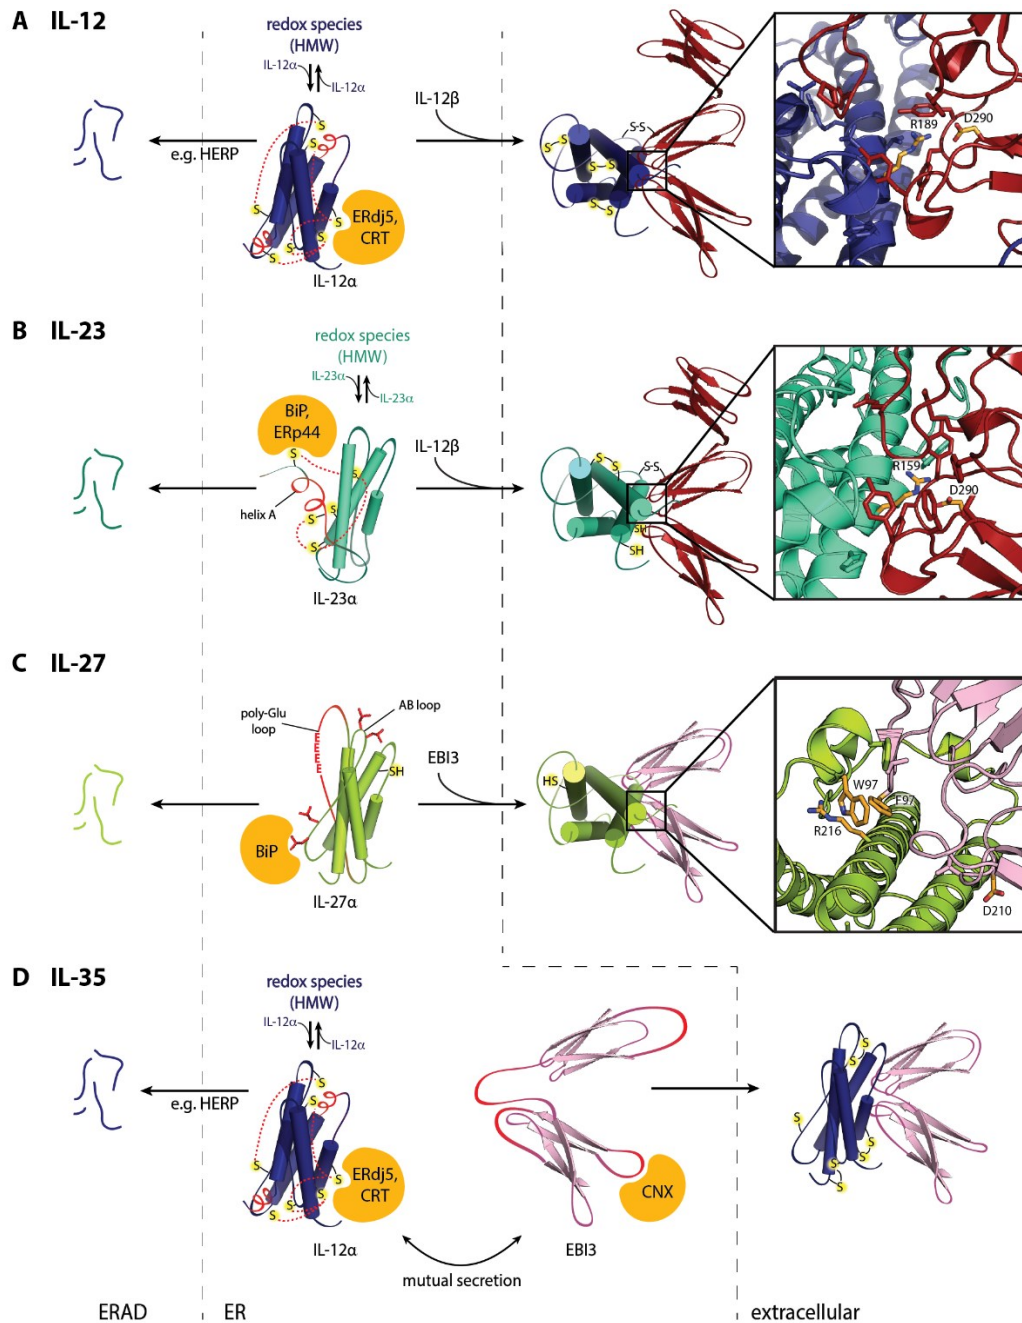 A IL-12
redox species
(HMW)
IL-12α
IL-12α
S
S
S
S
S
S
e.g. HERP
ERdj5,
CRT
IL-12α
IL-12β
S-S
S-S
S-S
S-S
R189
D290
B IL-23
redox species
(HMW)
IL-23α
IL-23α
BiP,
ERp44
S
S
S
S
S
helix A
IL-23α
IL-12β
S-S
S-S
SH
SH
R159
D290
C IL-27
poly-Glu
loop
AB loop
E
E
E
E
E
SH
BiP
IL-27α
EBI3
HS
W97
F97
R216
D210
D IL-35
redox species
(HMW)
IL-12α
IL-12α
S
S
S
S
S
S
e.g. HERP
ERdj5,
CRT
IL-12α
mutual secretion
CNX
EBI3
S
S
S
S
S
S
S
ERAD
ER
extracellular